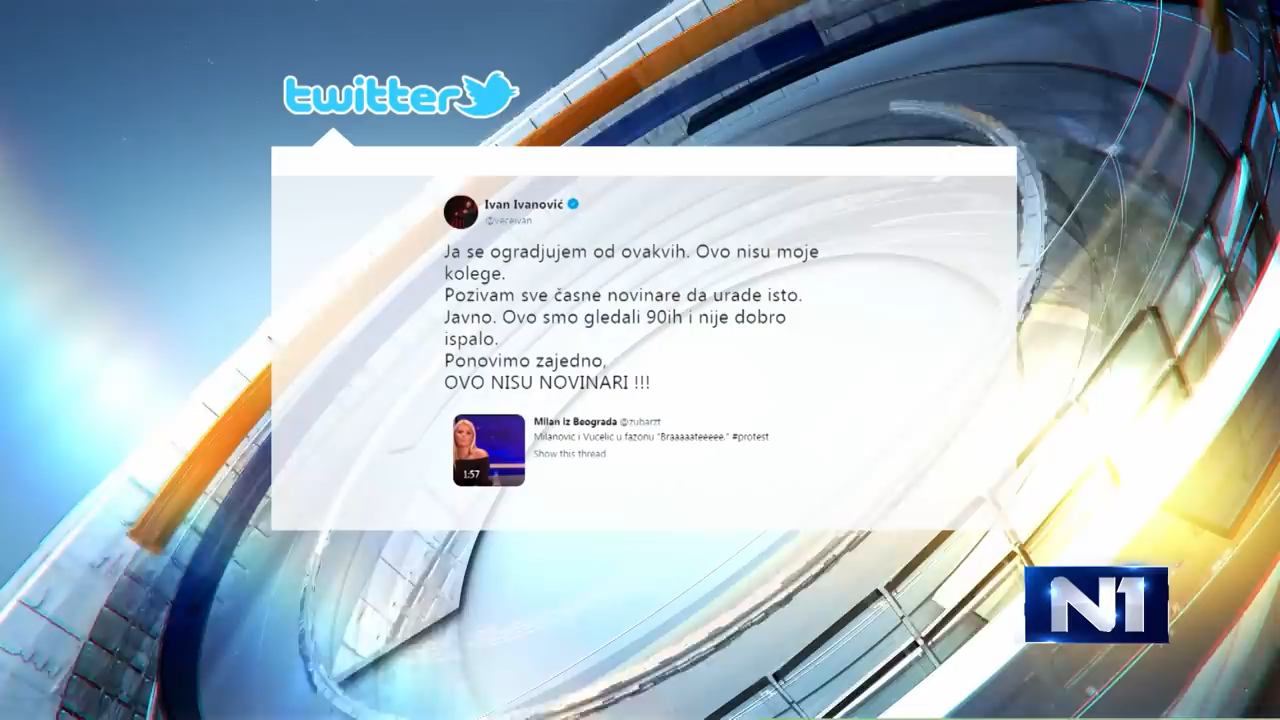 twitter
Ivan Ivanović
@veceivan
Ja se ogradjujem od ovakvih. Ovo nisu moje
kolege.
Pozivam sve časne novinare da urade isto.
Javno. Ovo smo gledali 90ih i nije dobro
ispalo.
Ponovimo zajedno,
OVO NISU NOVINARI !!!
Milan iz Beograda @zubarzt
Milanovic i Vucelic u fazonu "Braaaaateeeee." #protest
Show this thread
1:57
N1